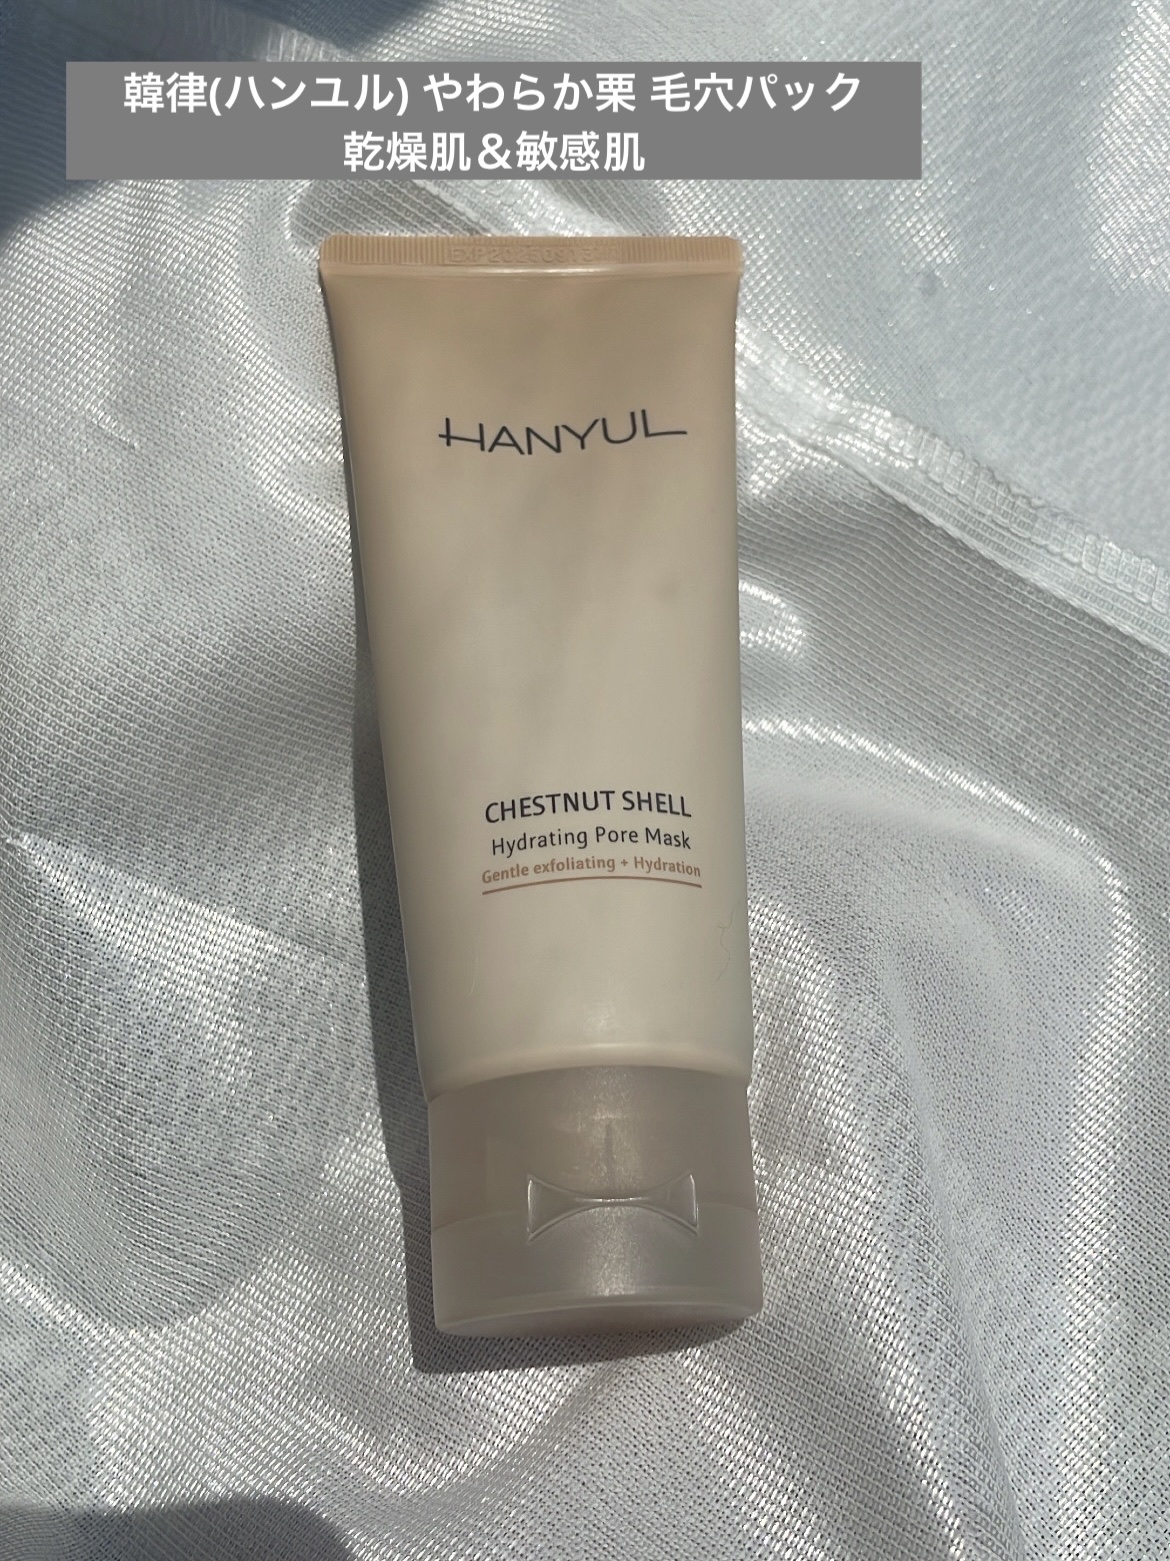 韓律(ハンユル) やわらか栗 毛穴パック
乾燥肌＆敏感肌
HANYUL
CHESTNUT SHELL
Hydrating Pore Mask
Gentle exfoliating + Hydration